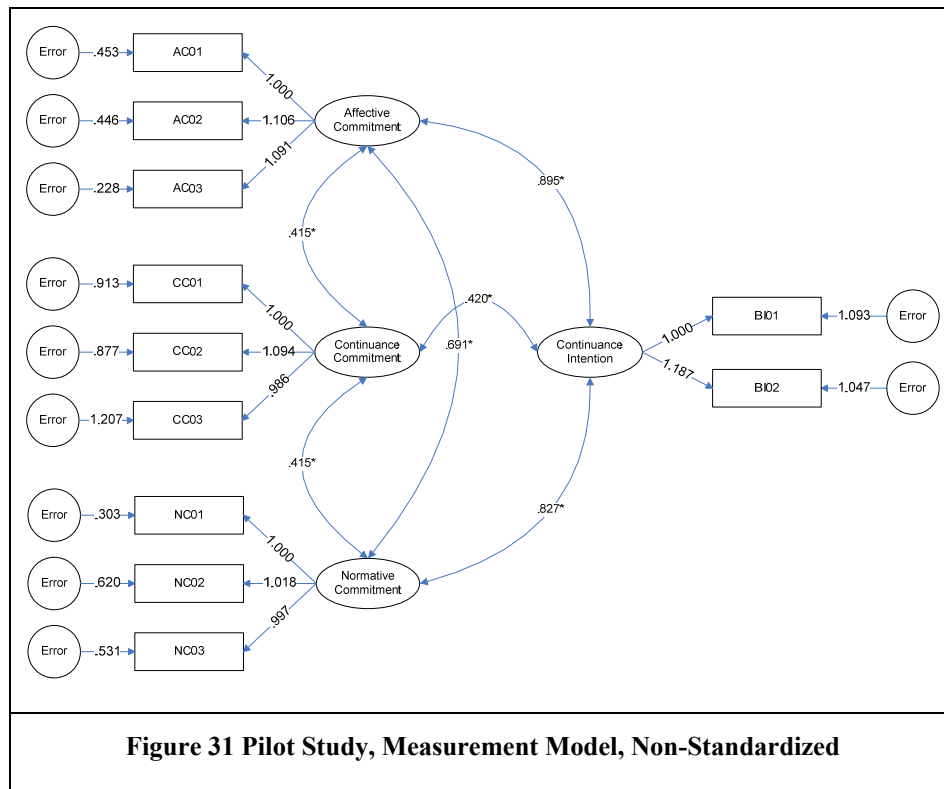 Error .453 AC01
1.000
Error .446 AC02
1.106
Affective
Commitment
Error .228 AC03
1.091
.895*
.415*
Error .913 CC01
1.000
.420*
Error .877 CC02
1.094
Continuance
Commitment
.691*
Continuance
Intention
1.000
BI01 1.093 Error
1.187
BI02 1.047 Error
Error 1.207 CC03
.986
.415*
Error .303 NC01
1.000
.827*
Error .620 NC02
1.018
Normative
Commitment
Error .531 NC03
.997
Figure 31 Pilot Study, Measurement Model, Non-Standardized